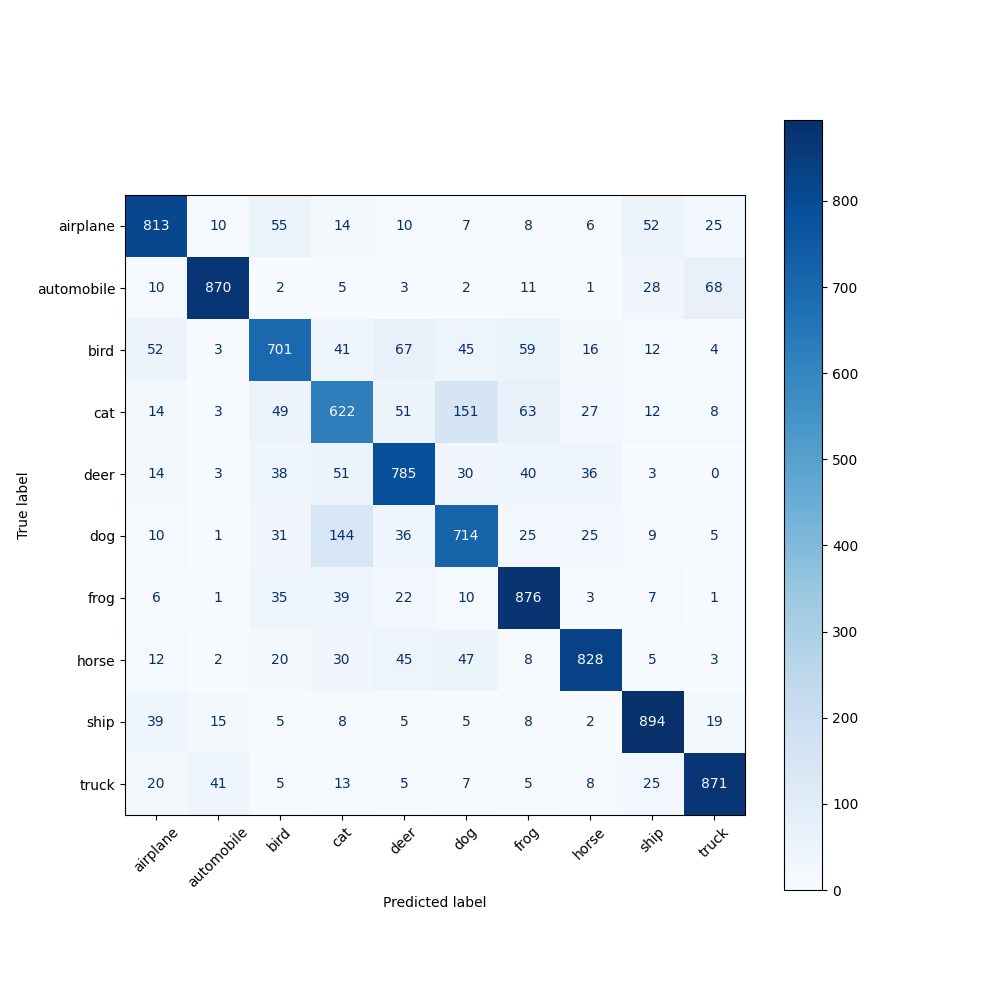 airplane 813 10 55 14 10 7 8 6 52 25
automobile 10 870 2 5 3 2 11 1 28 68
bird 52 3 701 41 67 45 59 16 12 4
cat 14 3 49 622 51 151 63 27 12 8
deer 14 3 38 51 785 30 40 36 3 0
dog 10 1 31 144 36 714 25 25 9 5
frog 6 1 35 39 22 10 876 3 7 1
horse 12 2 20 30 45 47 8 828 5 3
ship 39 15 5 8 5 5 8 2 894 19
truck 20 41 5 13 5 7 5 8 25 871
airplane automobile bird cat deer dog frog horse ship truck
Predicted label
True label
800
700
600
500
400
300
200
100
0